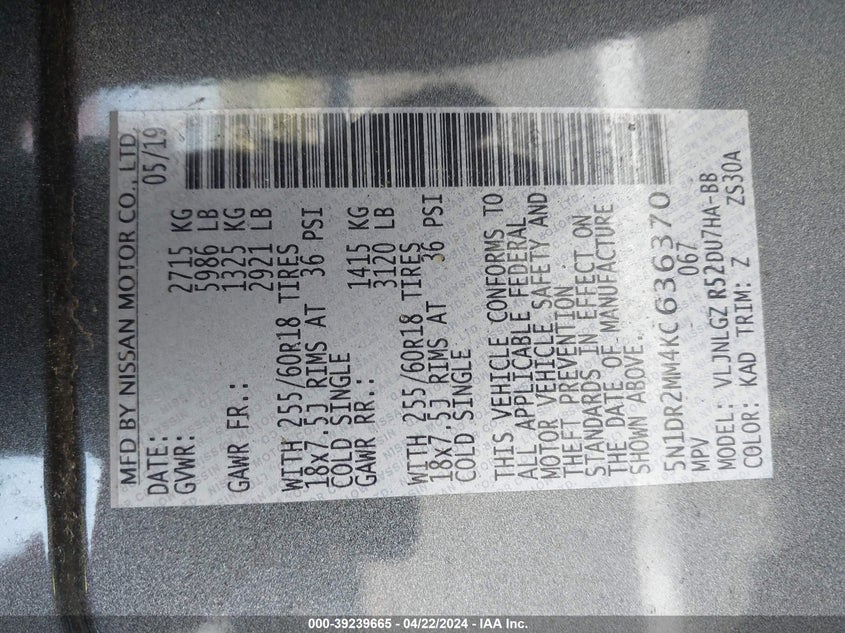 MFD BY NISSAN MOTOR CO., LTD.
DATE: 05/19
GVWR: 2715 KG
5986 LB
GAWR FR.: 1325 KG
2921 LB
WITH 255/60R18 TIRES
18x7.5J RIMS AT 36 PSI
COLD SINGLE
GAWR RR.: 1415 KG
3120 LB
WITH 255/60R18 TIRES
18x7.5J RIMS AT 36 PSI
COLD SINGLE
THIS VEHICLE CONFORMS TO
ALL APPLICABLE FEDERAL
MOTOR VEHICLE SAFETY AND
THEFT PREVENTION
STANDARDS IN EFFECT ON
THE DATE OF MANUFACTURE
SHOWN ABOVE.
5N1DR2MM4KC636370
MPV 067
MODEL: VLJNLGZ R52DU7HA-BB
COLOR: KAD TRIM: Z ZS30A
000-39239665 - 04/22/2024 - IAA Inc.